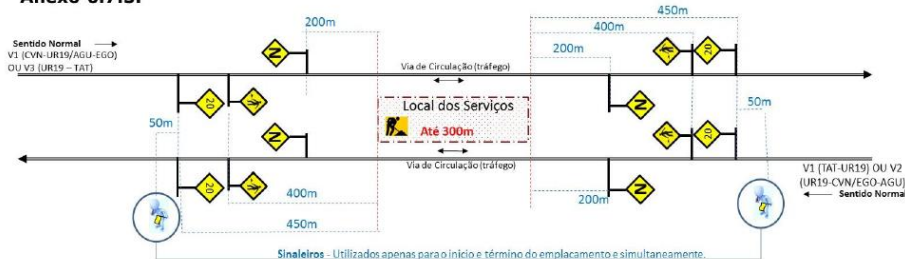 Anexo 6.7.3.
Sentido Normal
V1 (CVN-UR19/AGU-EGO)
OU V3 (UR19 – TAT)
200m
450m
400m
200m
N
20
N
20
Via de Circulação (tráfego)
Local dos Serviços
Até 300m
50m
50m
Via de Circulação (tráfego)
20
N
N
20
400m
450m
200m
V1 (TAT-UR19) OU V2
(UR19-CVN/EGO-AGU)
Sentido Normal
Sinaleiros - Utilizados apenas para o início e término do emplacamento e simultaneamente.